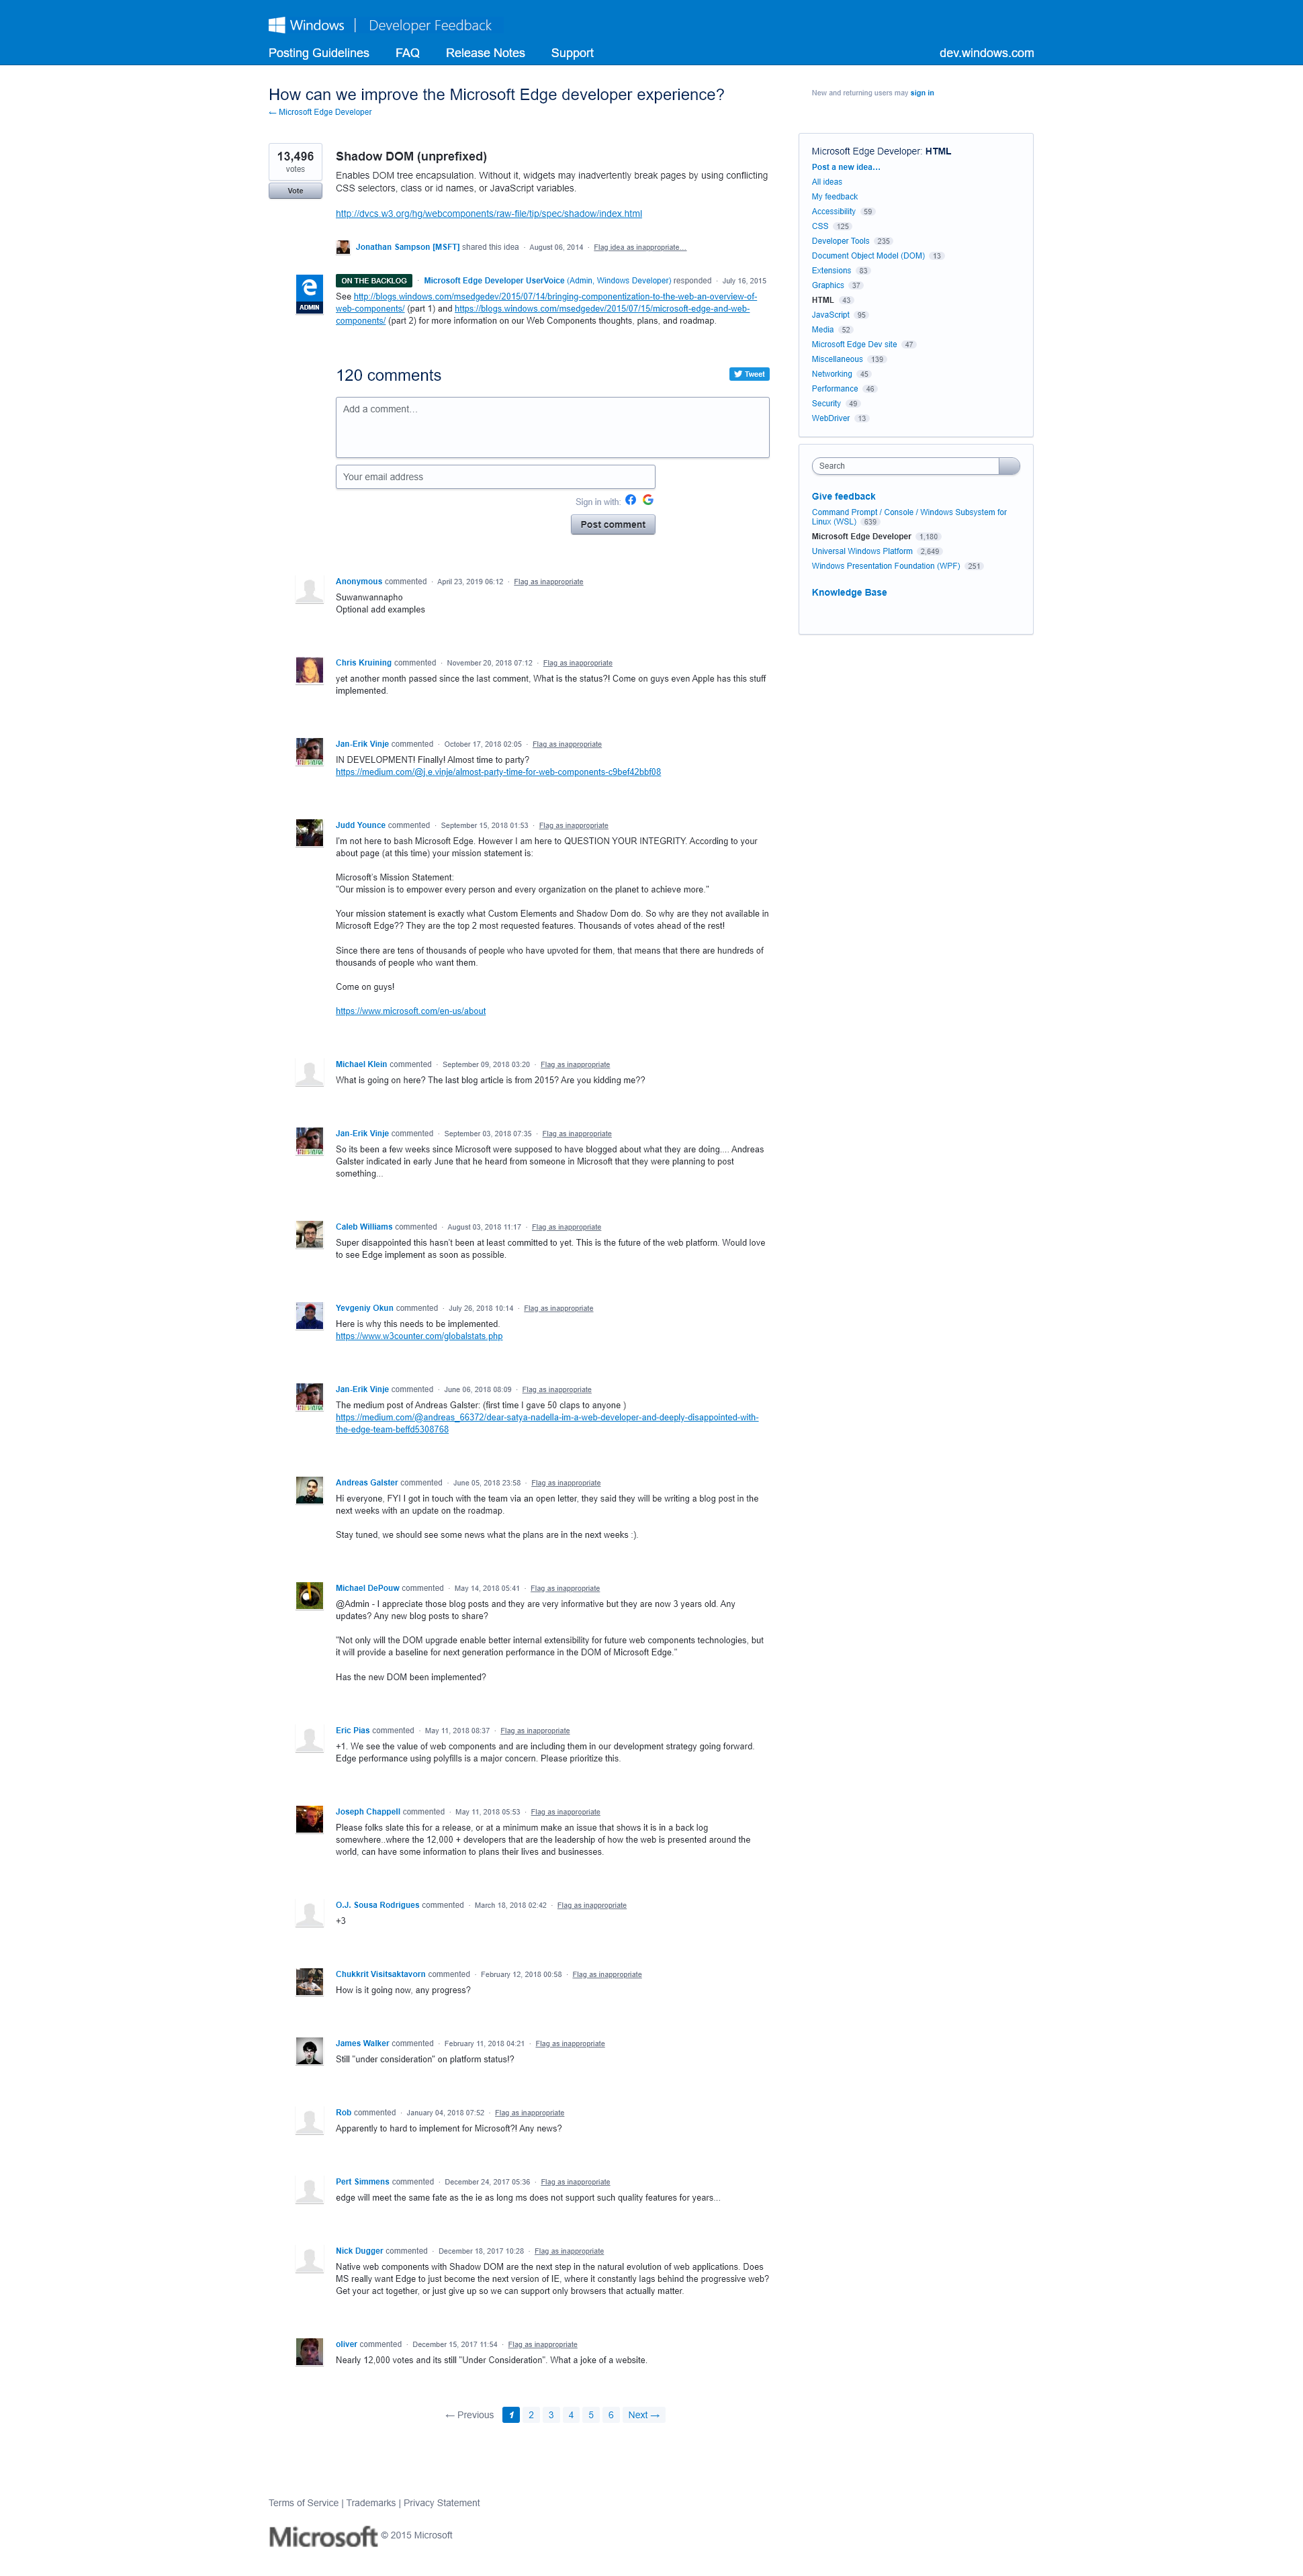 Windows | Developer Feedback
Posting Guidelines FAQ Release Notes Support dev.windows.com
How can we improve the Microsoft Edge developer experience?
← Microsoft Edge Developer
New and returning users may sign in
13,496
votes
Vote
Shadow DOM (unprefixed)
Enables DOM tree encapsulation. Without it, widgets may inadvertently break pages by using conflicting
CSS selectors, class or id names, or JavaScript variables.
http://dvcs.w3.org/hg/webcomponents/raw-file/tip/spec/shadow/index.html
Jonathan Sampson [MSFT] shared this idea · August 06, 2014 · Flag idea as inappropriate…
ADMIN
ON THE BACKLOG · Microsoft Edge Developer UserVoice (Admin, Windows Developer) responded · July 16, 2015
See http://blogs.windows.com/msedgedev/2015/07/14/bringing-componentization-to-the-web-an-overview-of-
web-components/ (part 1) and https://blogs.windows.com/msedgedev/2015/07/15/microsoft-edge-and-web-
components/ (part 2) for more information on our Web Components thoughts, plans, and roadmap.
120 comments
Tweet
Add a comment…
Your email address
Sign in with:
Post comment
Anonymous commented · April 23, 2019 06:12 · Flag as inappropriate
Suwanwannapho
Optional add examples
Chris Kruining commented · November 20, 2018 07:12 · Flag as inappropriate
yet another month passed since the last comment, What is the status?! Come on guys even Apple has this stuff
implemented.
Jan-Erik Vinje commented · October 17, 2018 02:05 · Flag as inappropriate
IN DEVELOPMENT! Finally! Almost time to party?
https://medium.com/@j.e.vinje/almost-party-time-for-web-components-c9bef42bbf08
Judd Younce commented · September 15, 2018 01:53 · Flag as inappropriate
I'm not here to bash Microsoft Edge. However I am here to QUESTION YOUR INTEGRITY. According to your
about page (at this time) your mission statement is:
Microsoft's Mission Statement:
"Our mission is to empower every person and every organization on the planet to achieve more."
Your mission statement is exactly what Custom Elements and Shadow Dom do. So why are they not available in
Microsoft Edge?? They are the top 2 most requested features. Thousands of votes ahead of the rest!
Since there are tens of thousands of people who have upvoted for them, that means that there are hundreds of
thousands of people who want them.
Come on guys!
https://www.microsoft.com/en-us/about
Michael Klein commented · September 09, 2018 03:20 · Flag as inappropriate
What is going on here? The last blog article is from 2015? Are you kidding me??
Jan-Erik Vinje commented · September 03, 2018 07:35 · Flag as inappropriate
So its been a few weeks since Microsoft were supposed to have blogged about what they are doing.... Andreas
Galster indicated in early June that he heard from someone in Microsoft that they were planning to post
something...
Caleb Williams commented · August 03, 2018 11:17 · Flag as inappropriate
Super disappointed this hasn't been at least committed to yet. This is the future of the web platform. Would love
to see Edge implement as soon as possible.
Yevgeniy Okun commented · July 26, 2018 10:14 · Flag as inappropriate
Here is why this needs to be implemented.
https://www.w3counter.com/globalstats.php
Jan-Erik Vinje commented · June 06, 2018 08:09 · Flag as inappropriate
The medium post of Andreas Galster: (first time I gave 50 claps to anyone )
https://medium.com/@andreas_66372/dear-satya-nadella-im-a-web-developer-and-deeply-disappointed-with-
the-edge-team-beffd5308768
Andreas Galster commented · June 05, 2018 23:58 · Flag as inappropriate
Hi everyone, FYI I got in touch with the team via an open letter, they said they will be writing a blog post in the
next weeks with an update on the roadmap.
Stay tuned, we should see some news what the plans are in the next weeks :).
Michael DePouw commented · May 14, 2018 05:41 · Flag as inappropriate
@Admin - I appreciate those blog posts and they are very informative but they are now 3 years old. Any
updates? Any new blog posts to share?
"Not only will the DOM upgrade enable better internal extensibility for future web components technologies, but
it will provide a baseline for next generation performance in the DOM of Microsoft Edge."
Has the new DOM been implemented?
Eric Pias commented · May 11, 2018 08:37 · Flag as inappropriate
+1. We see the value of web components and are including them in our development strategy going forward.
Edge performance using polyfills is a major concern. Please prioritize this.
Joseph Chappell commented · May 11, 2018 05:53 · Flag as inappropriate
Please folks slate this for a release, or at a minimum make an issue that shows it is in a back log
somewhere..where the 12,000 + developers that are the leadership of how the web is presented around the
world, can have some information to plans their lives and businesses.
O.J. Sousa Rodrigues commented · March 18, 2018 02:42 · Flag as inappropriate
+3
Chukkrit Visitsaktavorn commented · February 12, 2018 00:58 · Flag as inappropriate
How is it going now, any progress?
James Walker commented · February 11, 2018 04:21 · Flag as inappropriate
Still "under consideration" on platform status!?
Rob commented · January 04, 2018 07:52 · Flag as inappropriate
Apparently to hard to implement for Microsoft?! Any news?
Pert Simmens commented · December 24, 2017 05:36 · Flag as inappropriate
edge will meet the same fate as the ie as long ms does not support such quality features for years...
Nick Dugger commented · December 18, 2017 10:28 · Flag as inappropriate
Native web components with Shadow DOM are the next step in the natural evolution of web applications. Does
MS really want Edge to just become the next version of IE, where it constantly lags behind the progressive web?
Get your act together, or just give up so we can support only browsers that actually matter.
oliver commented · December 15, 2017 11:54 · Flag as inappropriate
Nearly 12,000 votes and its still "Under Consideration". What a joke of a website.
← Previous 1 2 3 4 5 6 Next →
Microsoft Edge Developer: HTML
Post a new idea…
All ideas
My feedback
Accessibility 59
CSS 125
Developer Tools 235
Document Object Model (DOM) 13
Extensions 83
Graphics 37
HTML 43
JavaScript 95
Media 52
Microsoft Edge Dev site 47
Miscellaneous 139
Networking 45
Performance 46
Security 49
WebDriver 13
Search
Give feedback
Command Prompt / Console / Windows Subsystem for
Linux (WSL) 639
Microsoft Edge Developer 1,180
Universal Windows Platform 2,649
Windows Presentation Foundation (WPF) 251
Knowledge Base
Terms of Service | Trademarks | Privacy Statement
Microsoft © 2015 Microsoft